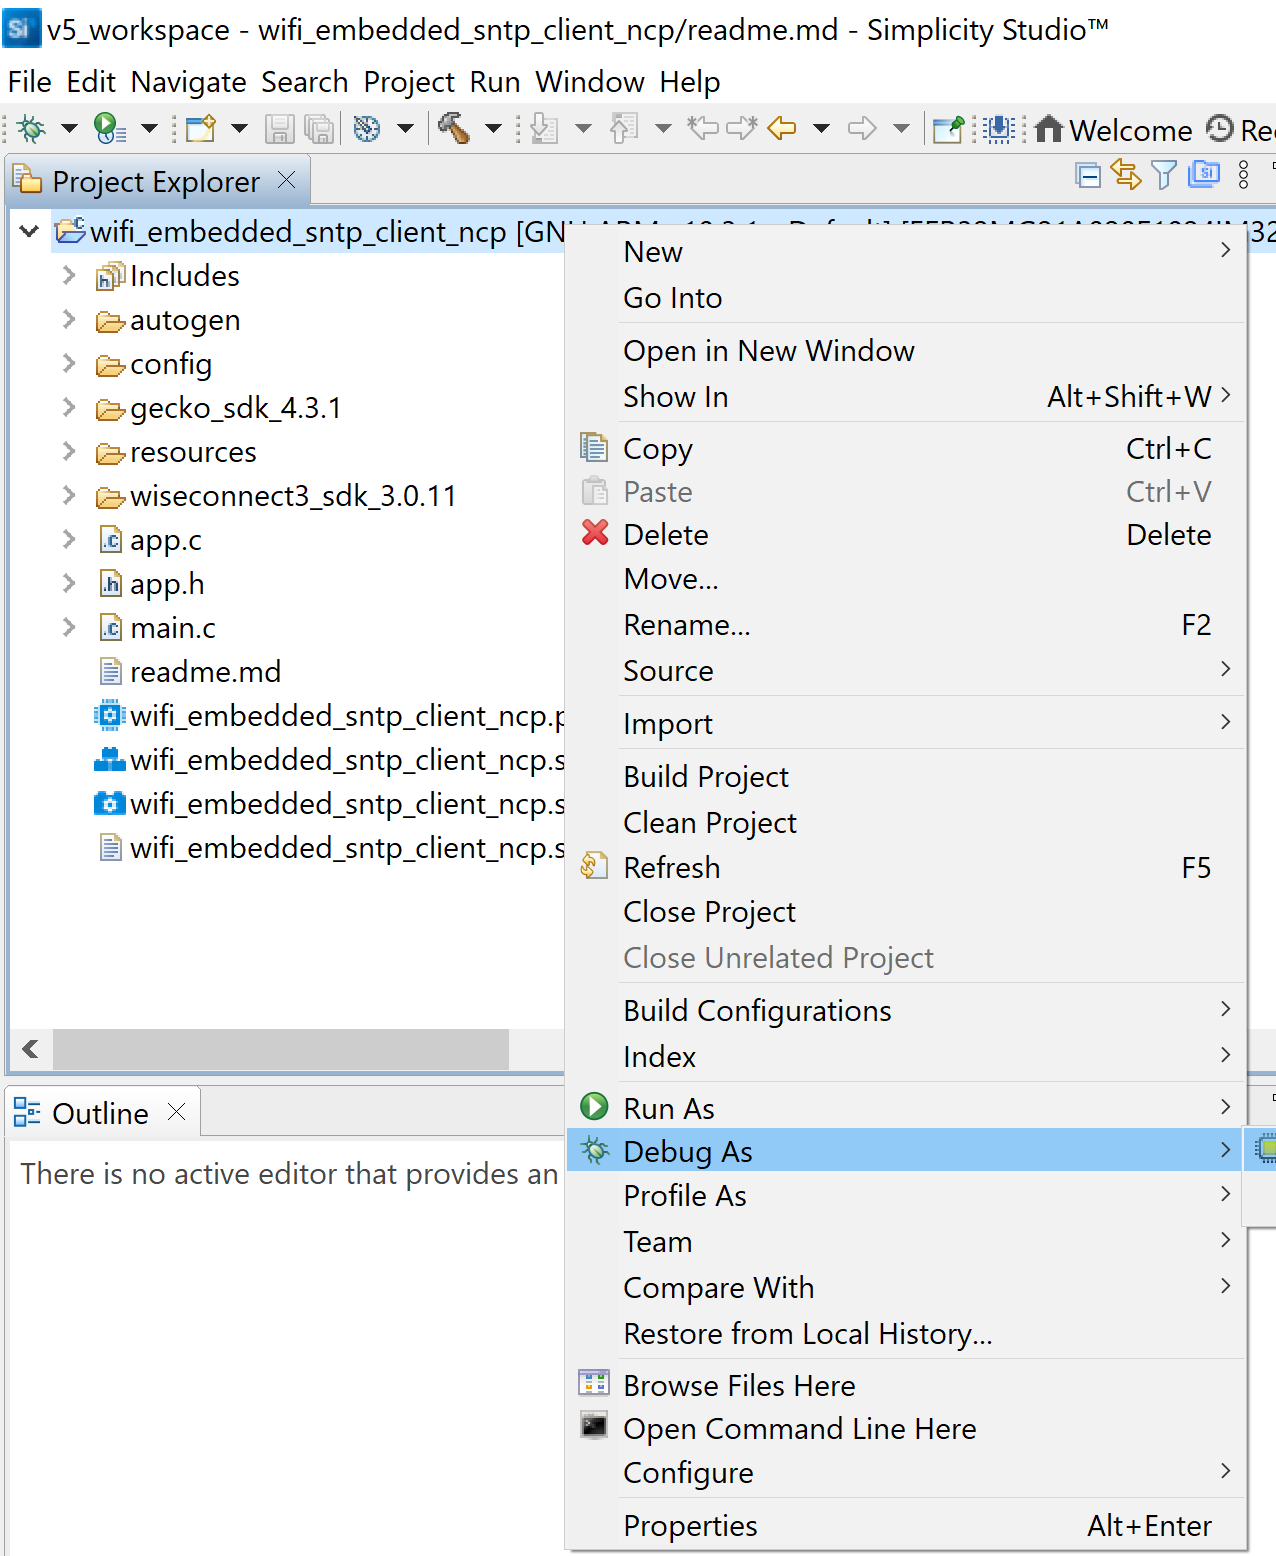 v5_workspace - wifi_embedded_sntp_client_ncp/readme.md - Simplicity Studio™
File Edit Navigate Search Project Run Window Help
Welcome
Project Explorer
wifi_embedded_sntp_client_ncp
Includes
autogen
config
gecko_sdk_4.3.1
resources
wiseconnect3_sdk_3.0.11
app.c
app.h
main.c
readme.md
wifi_embedded_sntp_client_ncp.p
wifi_embedded_sntp_client_ncp.s
wifi_embedded_sntp_client_ncp.s
wifi_embedded_sntp_client_ncp.s
New
Go Into
Open in New Window
Show In Alt+Shift+W
Copy Ctrl+C
Paste Ctrl+V
Delete Delete
Move...
Rename... F2
Source
Import
Build Project
Clean Project
Refresh F5
Close Project
Close Unrelated Project
Build Configurations
Index
Run As
Debug As
Profile As
Team
Compare With
Restore from Local History...
Browse Files Here
Open Command Line Here
Configure
Properties Alt+Enter
Outline
There is no active editor that provides an